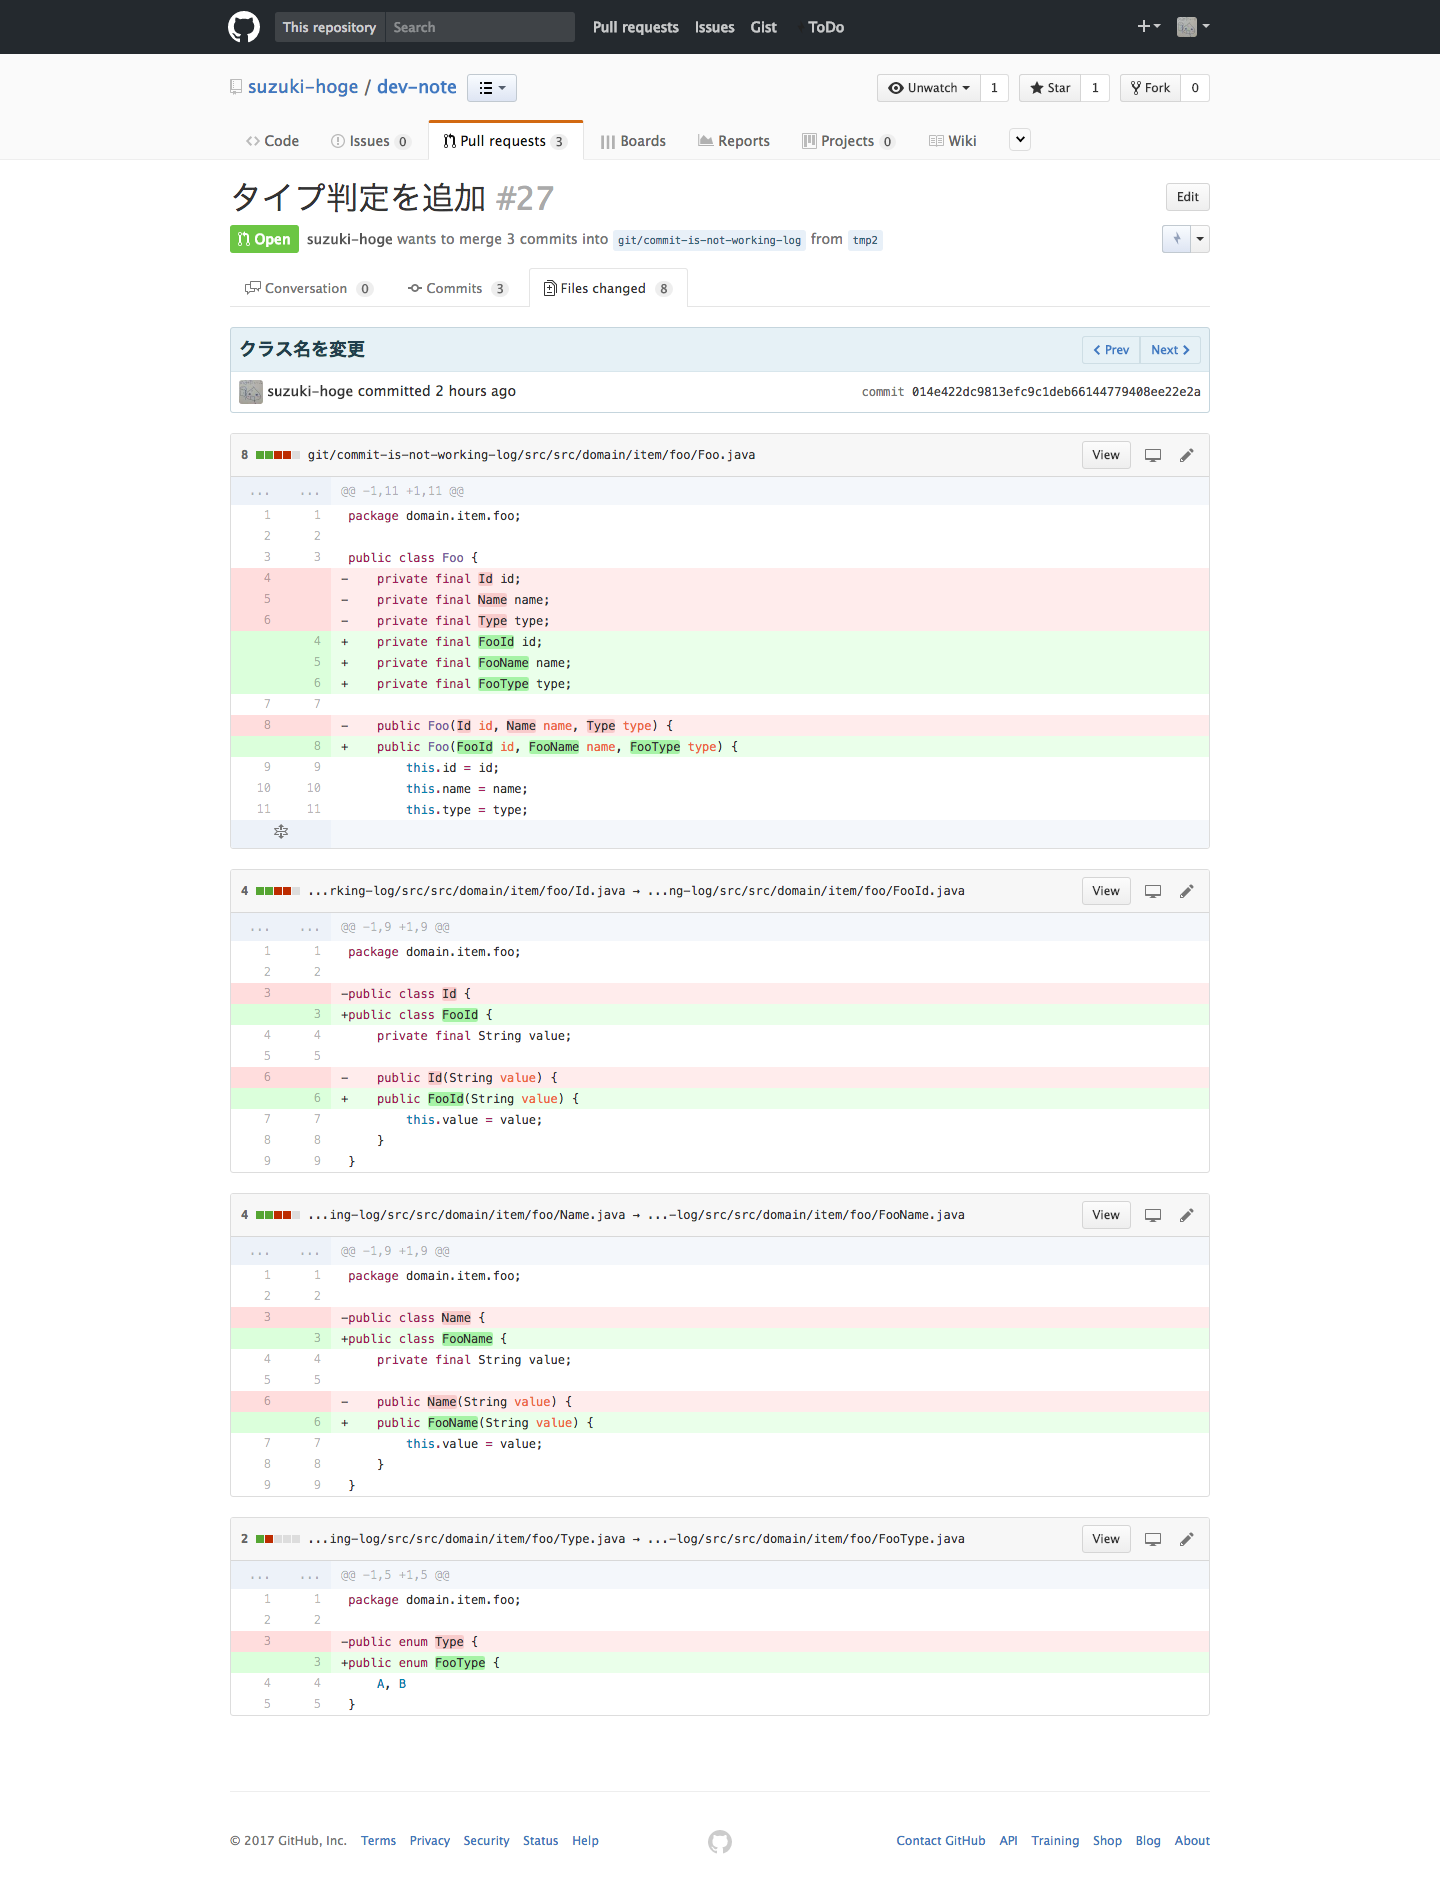 This repository Search Pull requests Issues Gist ToDo
suzuki-hoge / dev-note Unwatch 1 Star 1 Fork 0
Code Issues 0 Pull requests 3 Boards Reports Projects 0 Wiki
タイプ判定を追加 #27 Edit
Open suzuki-hoge wants to merge 3 commits into git/commit-is-not-working-log from tmp2
Conversation 0 Commits 3 Files changed 8
クラス名を変更 Prev Next
suzuki-hoge committed 2 hours ago commit 014e422dc9813efc9c1deb66144779408ee22e2a
8 git/commit-is-not-working-log/src/src/domain/item/foo/Foo.java View
... ... @@ -1,11 +1,11 @@
1 1 package domain.item.foo;
2 2
3 3 public class Foo {
4 - private final Id id;
5 - private final Name name;
6 - private final Type type;
4 + private final FooId id;
5 + private final FooName name;
6 + private final FooType type;
7 7
8 - public Foo(Id id, Name name, Type type) {
8 + public Foo(FooId id, FooName name, FooType type) {
9 9 this.id = id;
10 10 this.name = name;
11 11 this.type = type;
4 ...rking-log/src/src/domain/item/foo/Id.java → ...ng-log/src/src/domain/item/foo/FooId.java View
... ... @@ -1,9 +1,9 @@
1 1 package domain.item.foo;
2 2
3 -public class Id {
3 +public class FooId {
4 4 private final String value;
5 5
6 - public Id(String value) {
6 + public FooId(String value) {
7 7 this.value = value;
8 8 }
9 9 }
4 ...ing-log/src/src/domain/item/foo/Name.java → ...-log/src/src/domain/item/foo/FooName.java View
... ... @@ -1,9 +1,9 @@
1 1 package domain.item.foo;
2 2
3 -public class Name {
3 +public class FooName {
4 4 private final String value;
5 5
6 - public Name(String value) {
6 + public FooName(String value) {
7 7 this.value = value;
8 8 }
9 9 }
2 ...ing-log/src/src/domain/item/foo/Type.java → ...-log/src/src/domain/item/foo/FooType.java View
... ... @@ -1,5 +1,5 @@
1 1 package domain.item.foo;
2 2
3 -public enum Type {
3 +public enum FooType {
4 4 A, B
5 5 }
© 2017 GitHub, Inc. Terms Privacy Security Status Help Contact GitHub API Training Shop Blog About